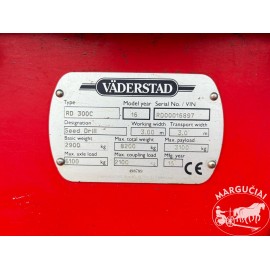 VÄDERSTAD
Type Model year Serial No./VIN
RD 300C 15 RD00018897
Designation Working width Transport width
Seed Drill 3.00 m 3,0 m
Basic weight Max. total weight Max. payload
2900 kg kg kg
Max. axle load Max. coupling load Mfg. year
kg 2100 kg 15
CE
MARGUČIAI